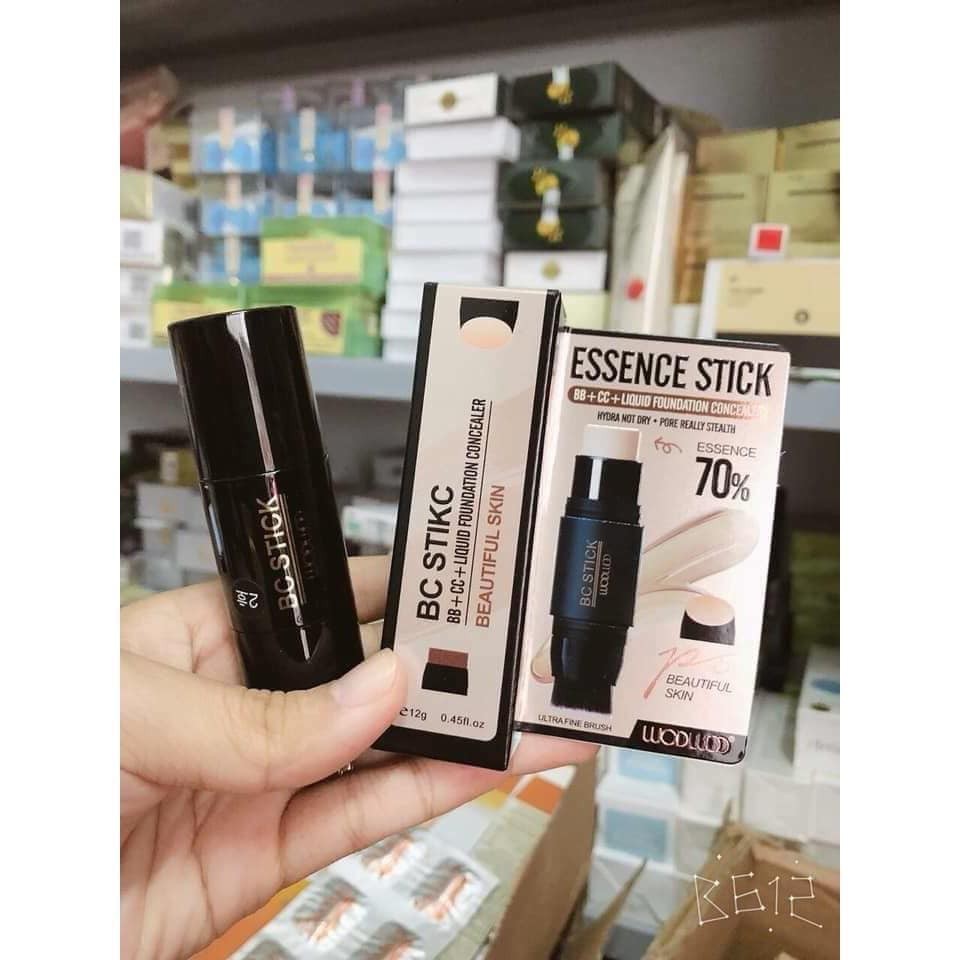 BC STICK
BC STIKC
BB+CC+LIQUID FOUNDATION CONCEALER
BEAUTIFUL SKIN
e12g 0.45fl.oz
ESSENCE STICK
BB+CC+LIQUID FOUNDATION CONCEALER
HYDRA NOT DRY • PORE REALLY STEALTH
ESSENCE
70%
BC STICK
WODWOD
BEAUTIFUL
SKIN
ULTRA FINE BRUSH
WODWOD
B612